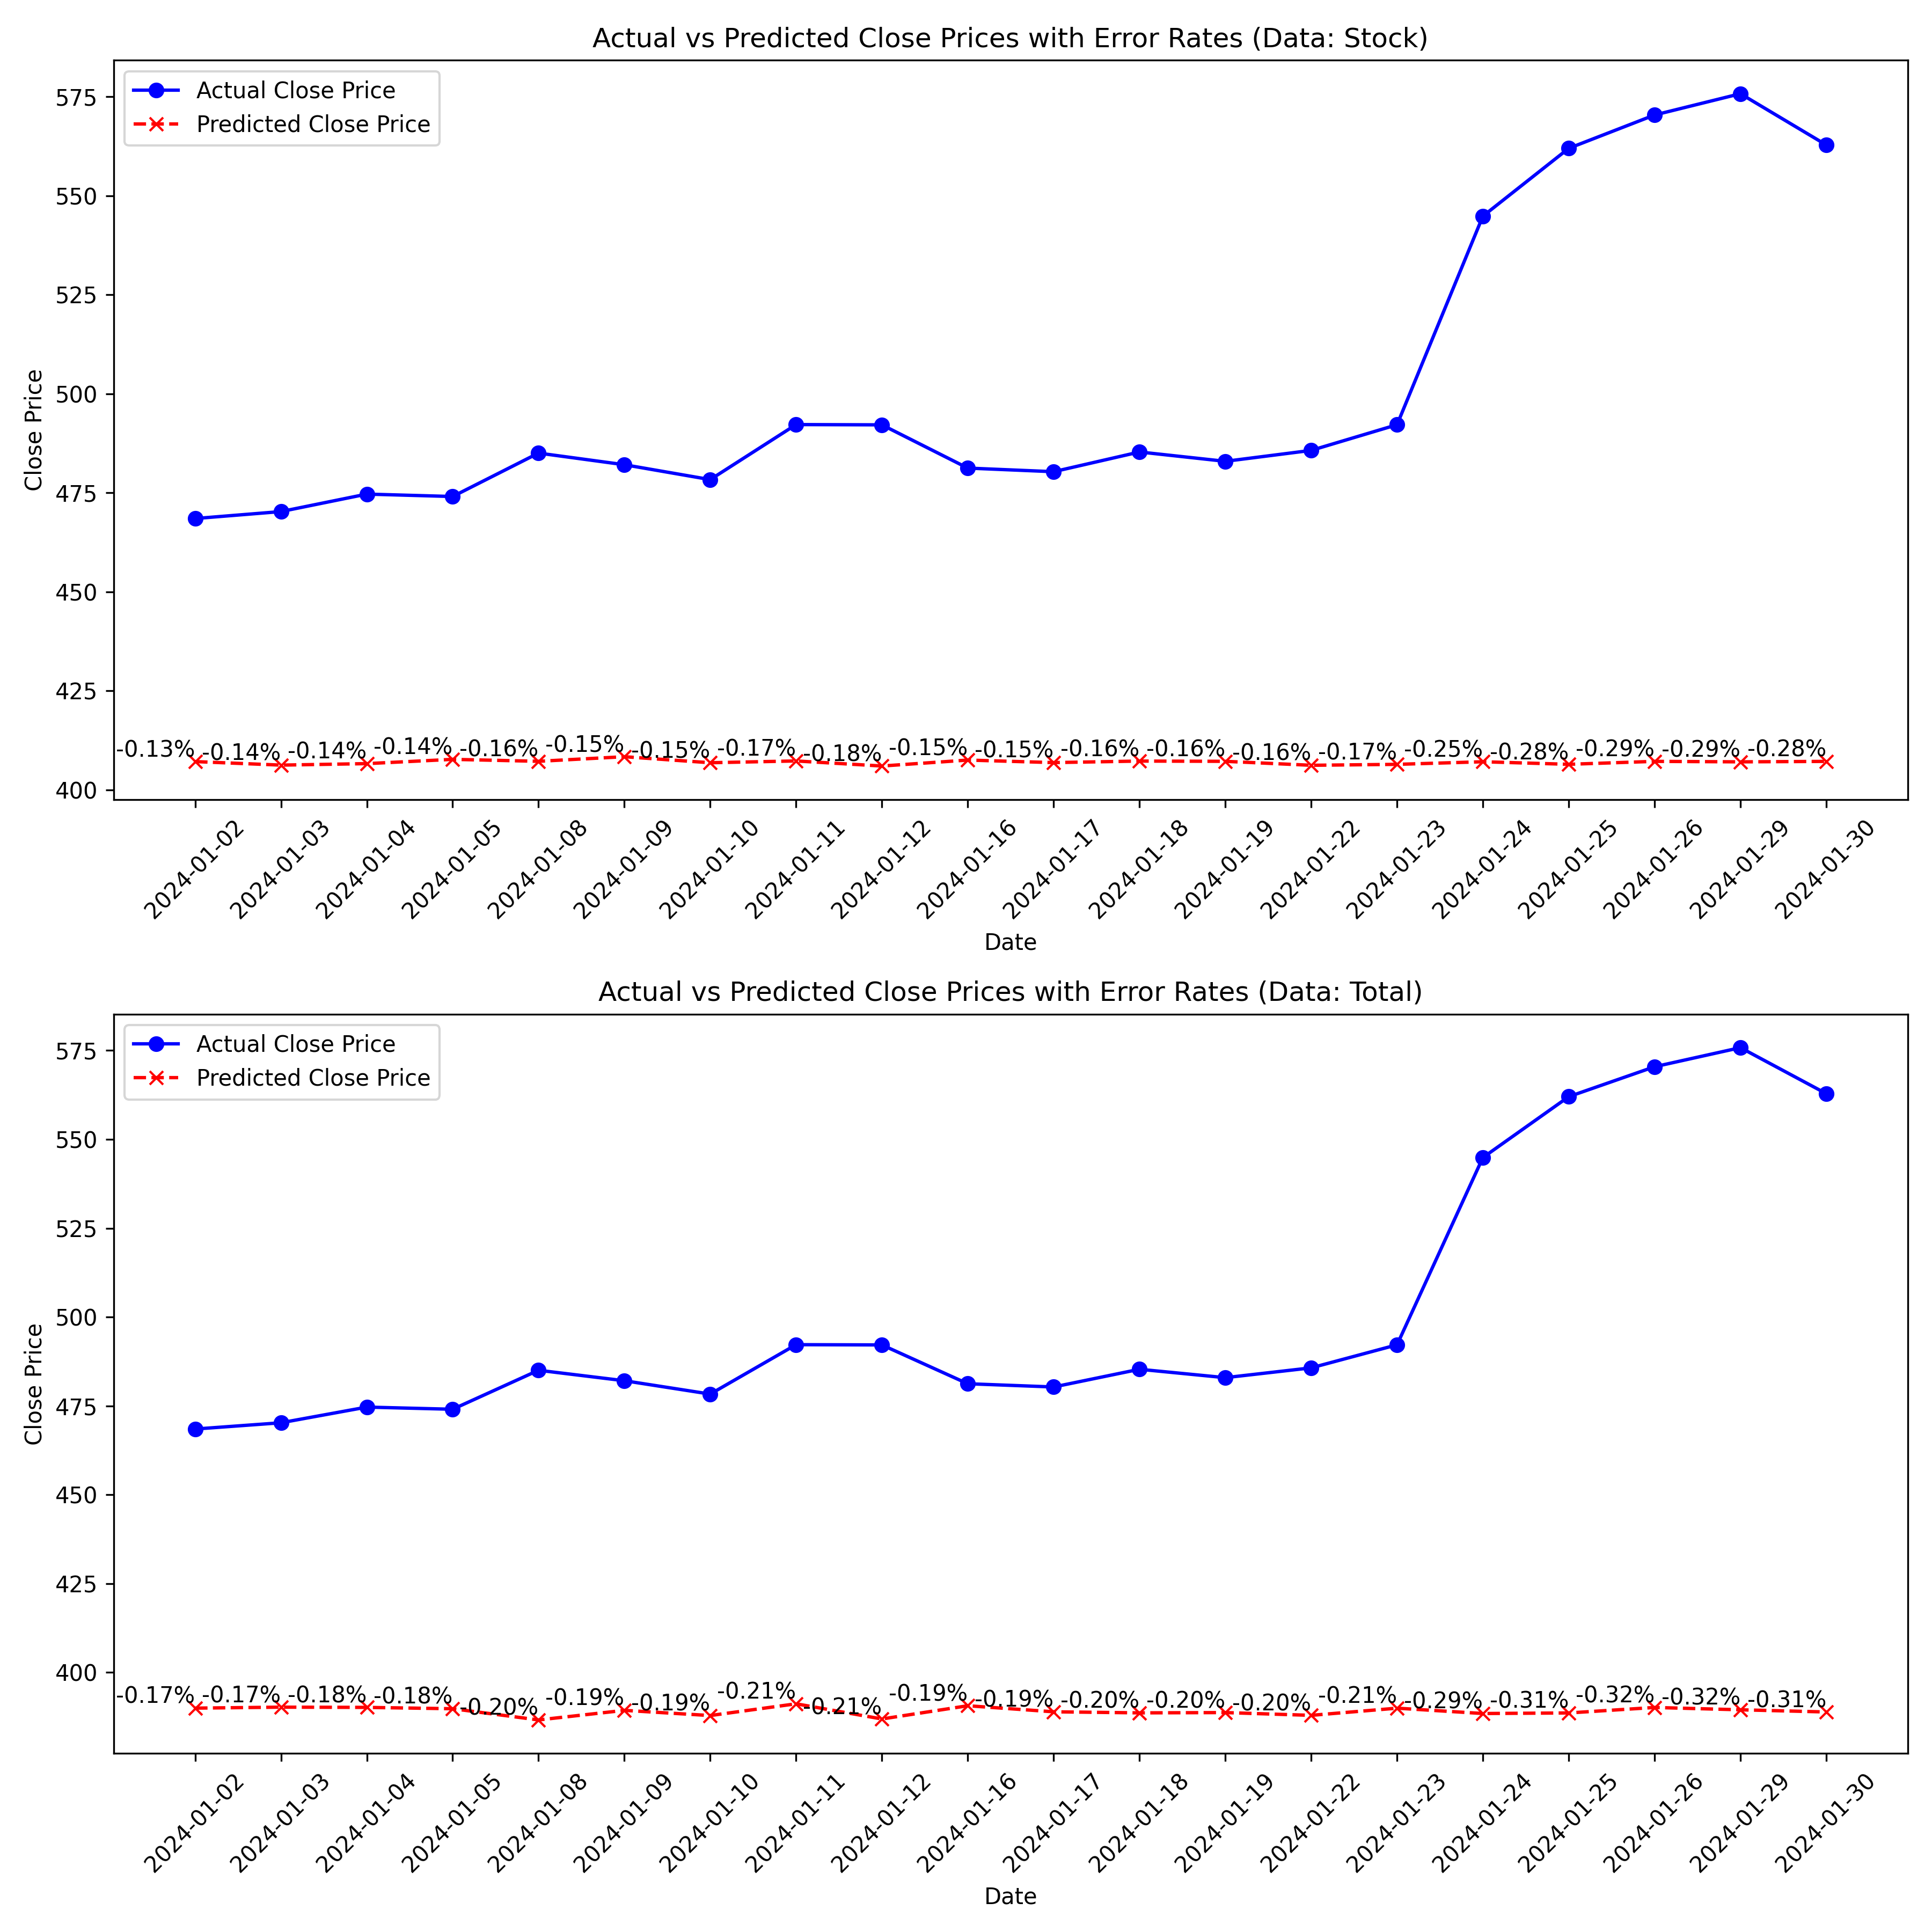 Actual vs Predicted Close Prices with Error Rates (Data: Stock)
Actual Close Price
Predicted Close Price
Close Price
575
550
525
500
475
450
425
400
-0.13% -0.14% -0.14% -0.14% -0.16% -0.15% -0.15% -0.17% -0.18% -0.15% -0.15% -0.16% -0.16% -0.16% -0.17% -0.25% -0.28% -0.29% -0.29% -0.28%
2024-01-02 2024-01-03 2024-01-04 2024-01-05 2024-01-08 2024-01-09 2024-01-10 2024-01-11 2024-01-12 2024-01-16 2024-01-17 2024-01-18 2024-01-19 2024-01-22 2024-01-23 2024-01-24 2024-01-25 2024-01-26 2024-01-29 2024-01-30
Date
Actual vs Predicted Close Prices with Error Rates (Data: Total)
Actual Close Price
Predicted Close Price
Close Price
575
550
525
500
475
450
425
400
-0.17% -0.17% -0.18% -0.18% -0.20% -0.19% -0.19% -0.21% -0.21% -0.19% -0.19% -0.20% -0.20% -0.20% -0.21% -0.29% -0.31% -0.32% -0.32% -0.31%
2024-01-02 2024-01-03 2024-01-04 2024-01-05 2024-01-08 2024-01-09 2024-01-10 2024-01-11 2024-01-12 2024-01-16 2024-01-17 2024-01-18 2024-01-19 2024-01-22 2024-01-23 2024-01-24 2024-01-25 2024-01-26 2024-01-29 2024-01-30
Date